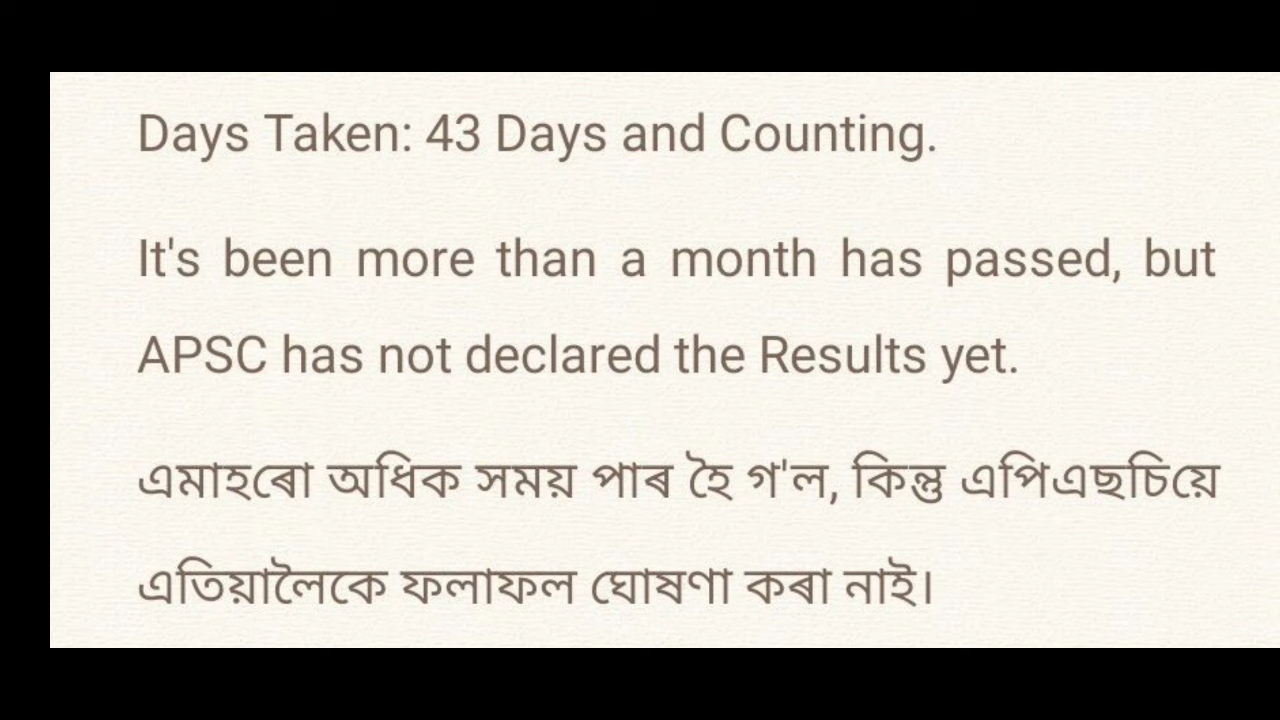 Days Taken: 43 Days and Counting.
It's been more than a month has passed, but
APSC has not declared the Results yet.
এমাহৰো অধিক সময় পাৰ হৈ গ'ল, কিন্তু এপিএছচিয়ে
এতিয়ালৈকে ফলাফল ঘোষণা কৰা নাই।